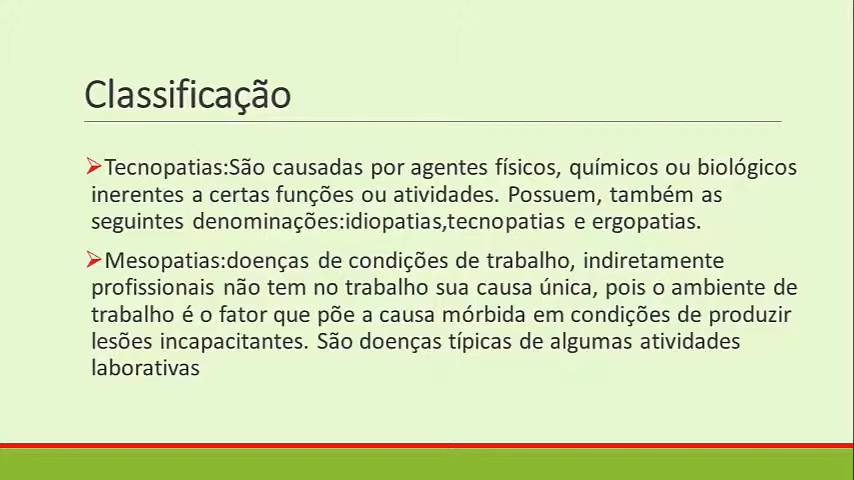 Classificação
Tecnopatias:São causadas por agentes físicos, químicos ou biológicos
inerentes a certas funções ou atividades. Possuem, também as
seguintes denominações:idiopatias,tecnopatias e ergopatias.
Mesopatias:doenças de condições de trabalho, indiretamente
profissionais não tem no trabalho sua causa única, pois o ambiente de
trabalho é o fator que põe a causa mórbida em condições de produzir
lesões incapacitantes. São doenças típicas de algumas atividades
laborativas